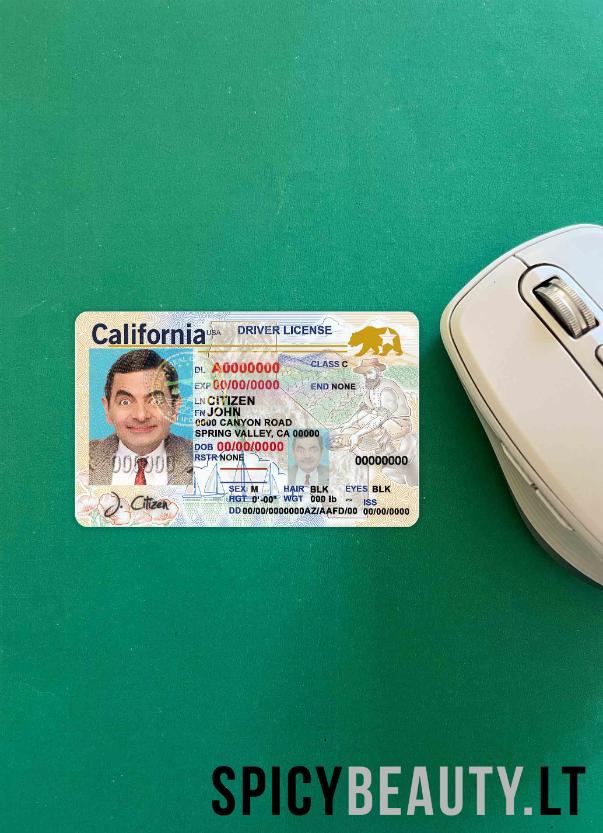 California USA DRIVER LICENSE
DL A0000000 CLASS C
EXP 00/00/0000 END NONE
LN CITIZEN
FN JOHN
0000 CANYON ROAD
SPRING VALLEY, CA 00000
DOB 00/00/0000
RSTR NONE 00000000
000000
SEX M HAIR BLK EYES BLK
HGT 0'-00" WGT 000 lb ISS
DD 00/00/0000000AZ/AAFD/00 00/00/0000
J. Citizen
SPICYBEAUTY.LT